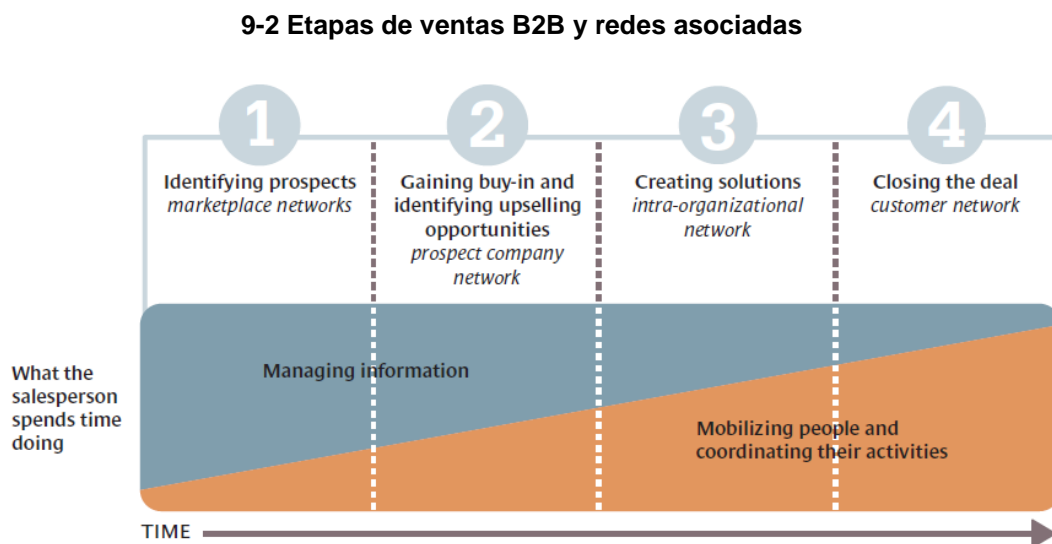 9-2 Etapas de ventas B2B y redes asociadas
1
Identifying prospects
marketplace networks
2
Gaining buy-in and
identifying upselling
opportunities
prospect company
network
3
Creating solutions
intra-organizational
network
4
Closing the deal
customer network
What the
salesperson
spends time
doing
Managing information
Mobilizing people and
coordinating their activities
TIME